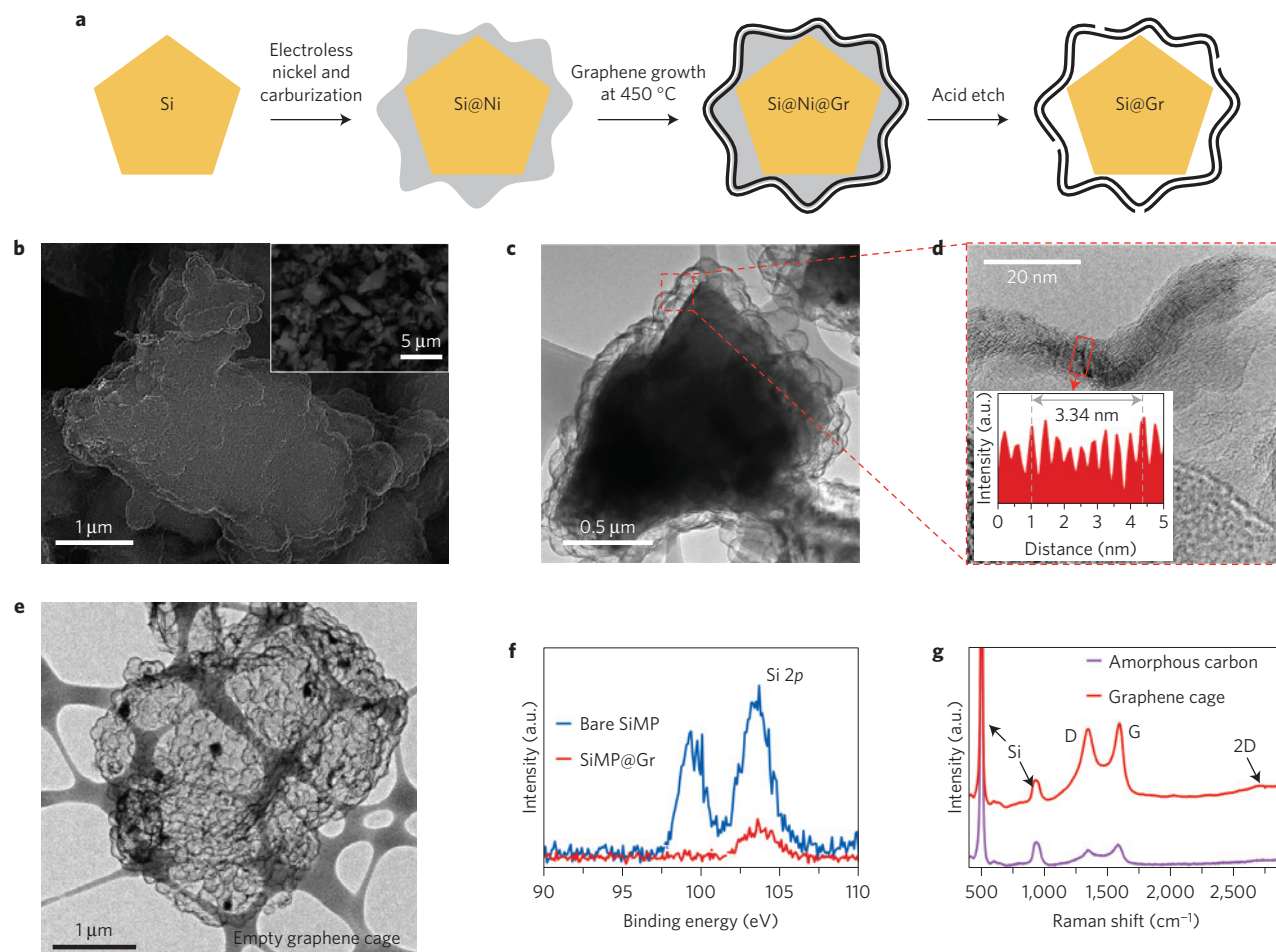 a
Si
Electroless
nickel and
carburization
Si@Ni
Graphene growth
at 450 °C
Si@Ni@Gr
Acid etch
Si@Gr
b
5 μm
1 μm
c
0.5 μm
d
20 nm
3.34 nm
Intensity (a.u.)
0 1 2 3 4 5
Distance (nm)
e
1 μm
Empty graphene cage
f
Si 2p
Bare SiMP
SiMP@Gr
Intensity (a.u.)
90 95 100 105 110
Binding energy (eV)
g
Amorphous carbon
Graphene cage
Si
D
G
2D
Intensity (a.u.)
500 1,000 1,500 2,000 2,500
Raman shift (cm⁻¹)